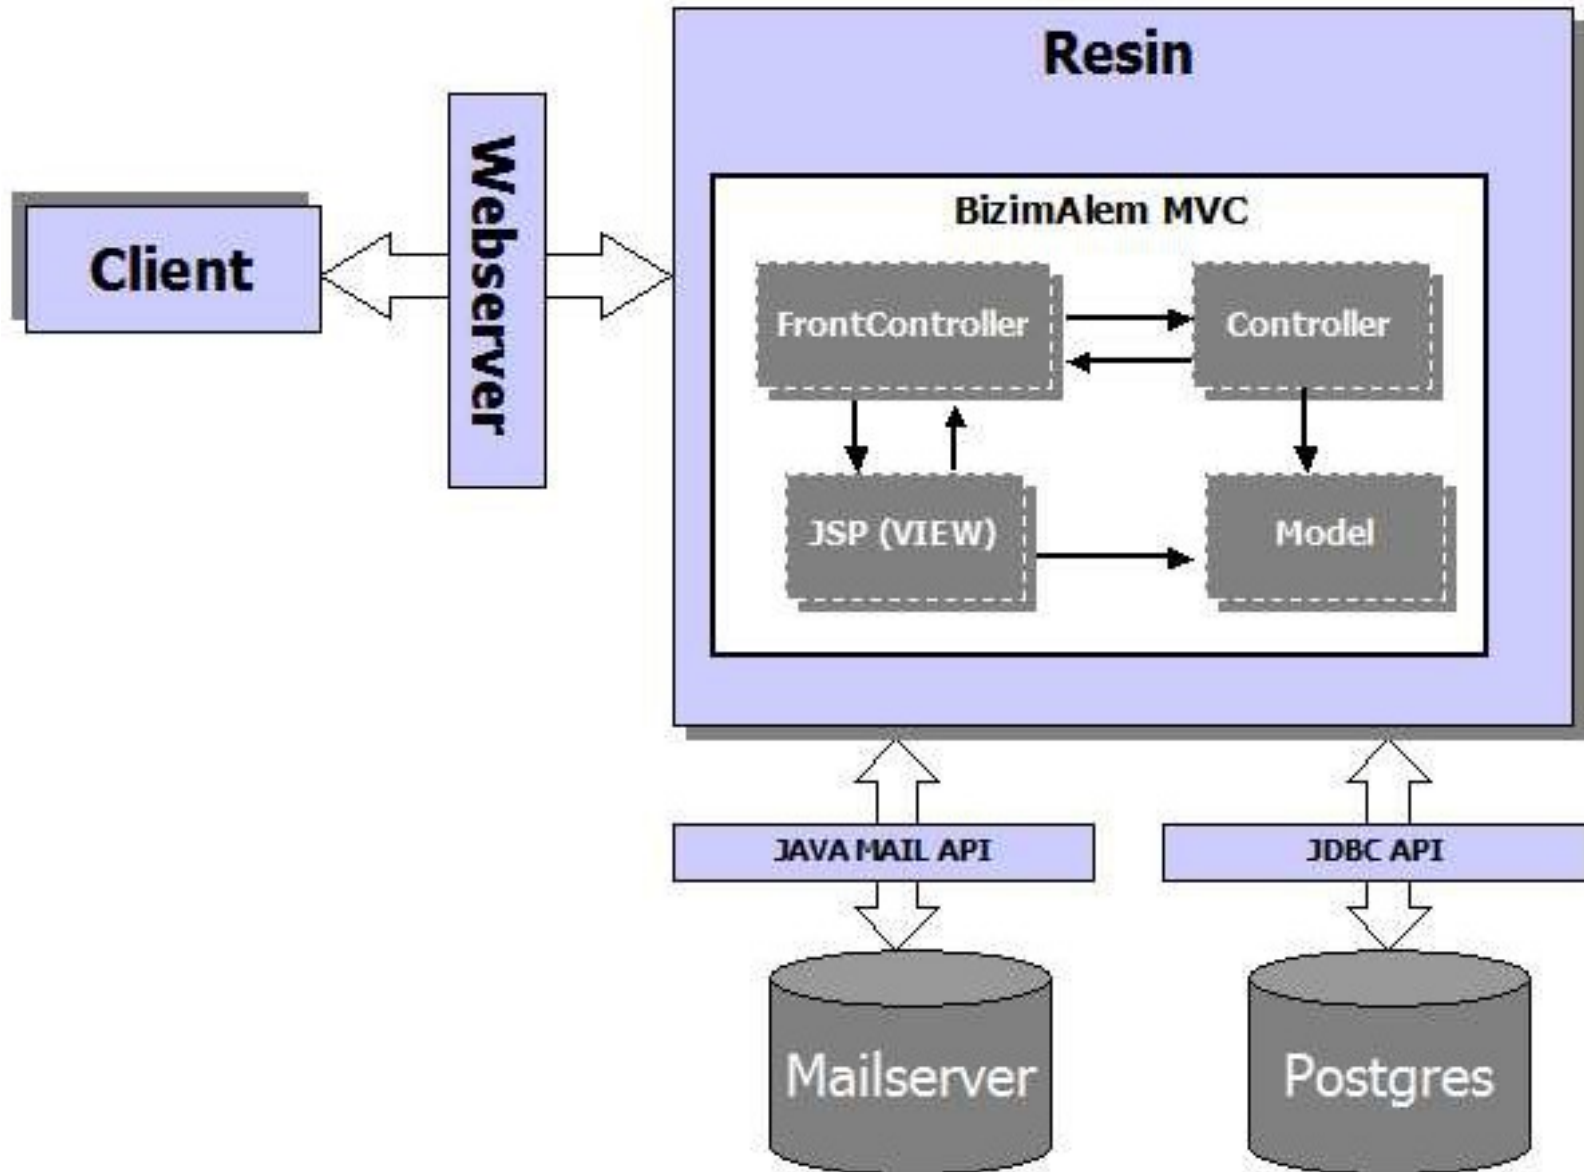 Resin
Webserver
Client
BizimAlem MVC
FrontController
Controller
JSP (VIEW)
Model
JAVA MAIL API
JDBC API
Mailserver
Postgres